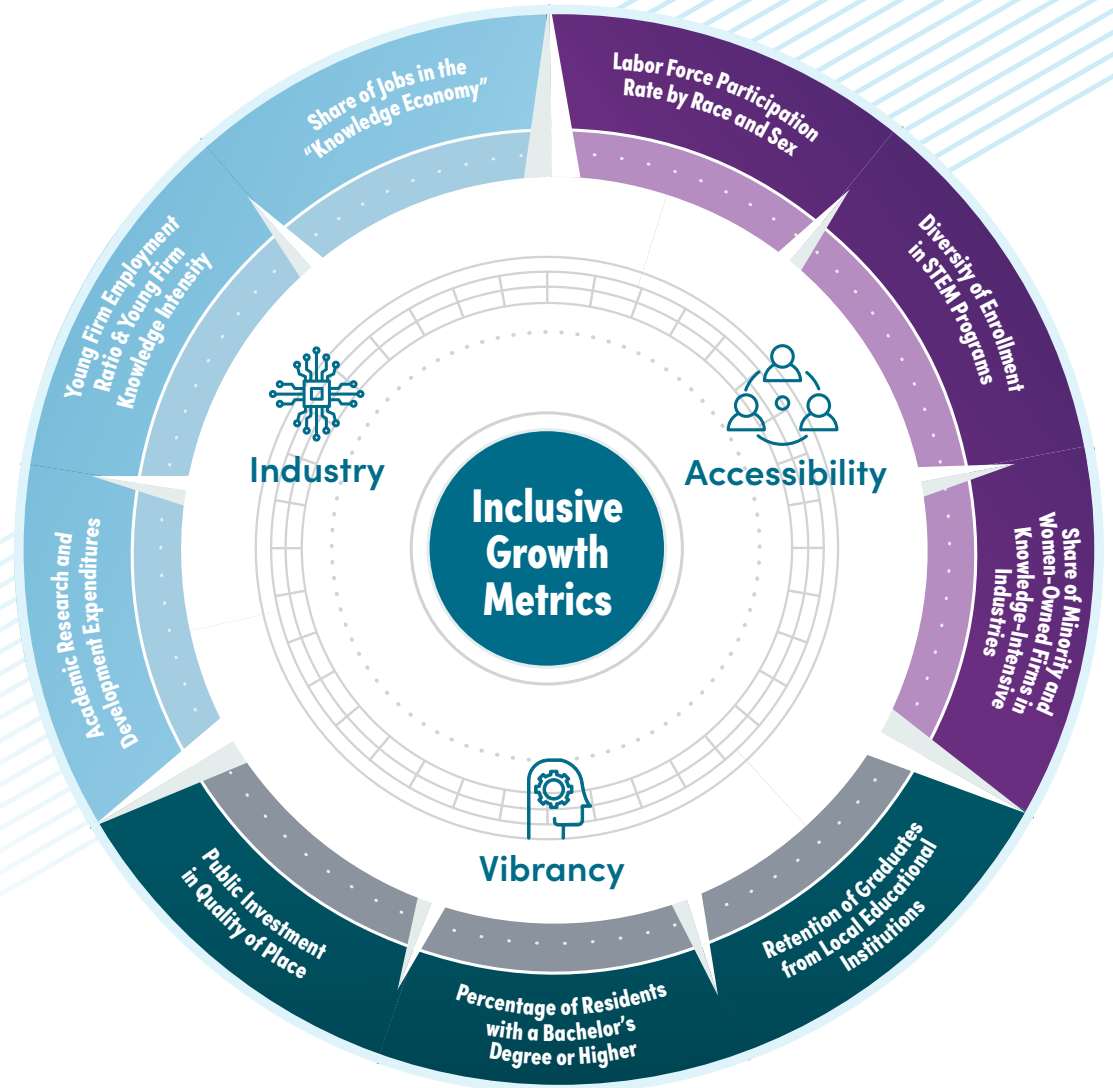 Share of Jobs in the
"Knowledge Economy"
Labor Force Participation
Rate by Race and Sex
Diversity of Enrollment
in STEM Programs
Share of Minority and
Women-Owned Firms in
Knowledge-Intensive
Industries
Retention of Graduates
from Local Educational
Institutions
Percentage of Residents
with a Bachelor's
Degree or Higher
Public Investment
in Quality of Place
Academic Research and
Development Expenditures
Young Firm Employment
Ratio & Young Firm
Knowledge Intensity
Industry
Accessibility
Vibrancy
Inclusive
Growth
Metrics